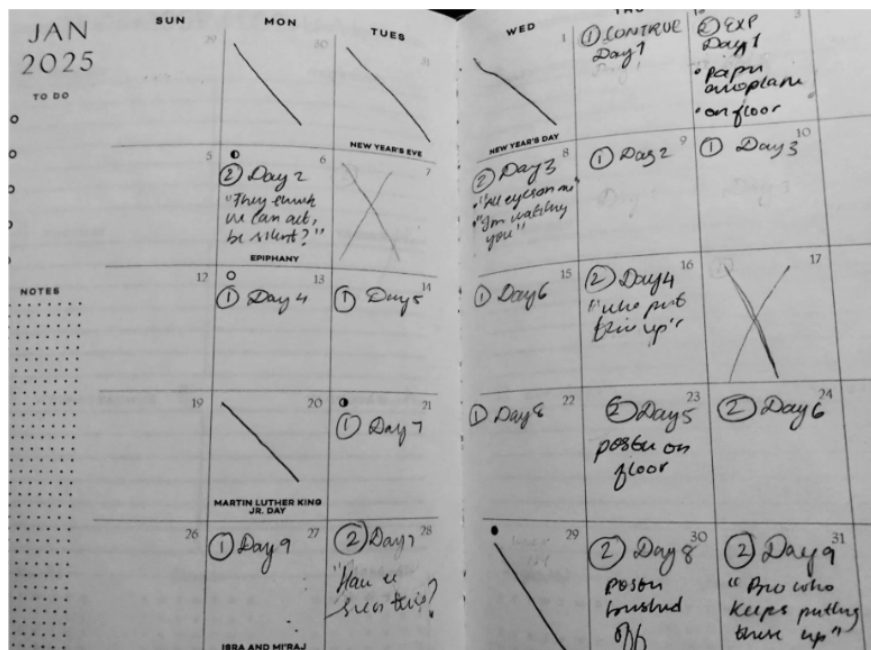 JAN
2025
TO DO
NOTES
SUN MON TUES WED THU
29 30 31 1 2 3
① CONTINUE
Day 1
② EXP
Day 1
• paper
aeroplane
• on floor
NEW YEAR'S EVE
NEW YEAR'S DAY
5 6 7 8 9 10
② Day 2
"They think
we can act,
be silent?"
EPIPHANY
② Day 3
• "All eyes on me"
• "I'm watching
you"
① Day 2
① Day 3
12 13 14 15 16 17
① Day 4
① Day 5
① Day 6
② Day 4
"who put
up"
19 20 21 22 23 24
MARTIN LUTHER KING
JR. DAY
① Day 7
① Day 8
② Day 5
poster on
floor
② Day 6
26 27 28 29 30 31
① Day 9
ISRA AND MI'RAJ
② Day 7
"Have u
seen this?
② Day 8
poster
brushed
off
② Day 9
"Bro who
keeps putting
these up"